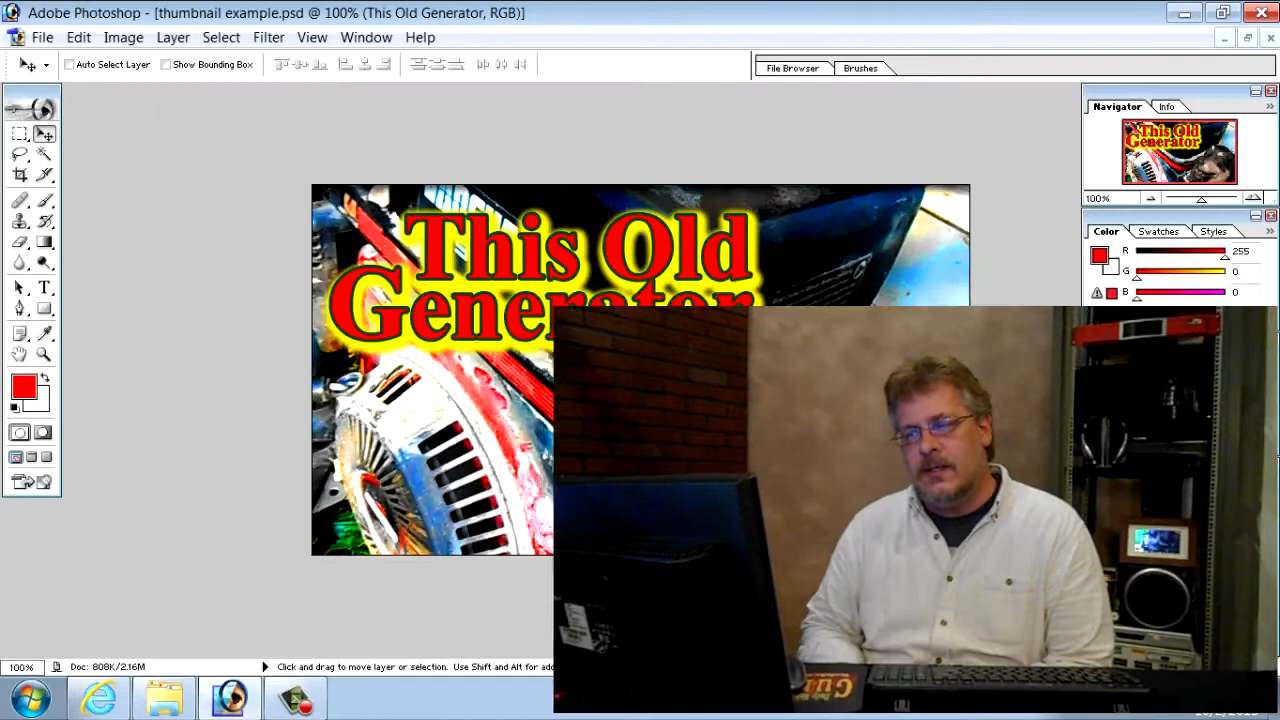 Adobe Photoshop - [thumbnail example.psd @ 100% (This Old Generator, RGB)]
File Edit Image Layer Select Filter View Window Help
Auto Select Layer Show Bounding Box File Browser Brushes
Navigator Info
This Old
Generator
100%
Color Swatches Styles
R 255
G 0
B 0
This Old
Generator
100% Doc: 808K/2.16M Click and drag to move layer or selection. Use Shift and Alt for